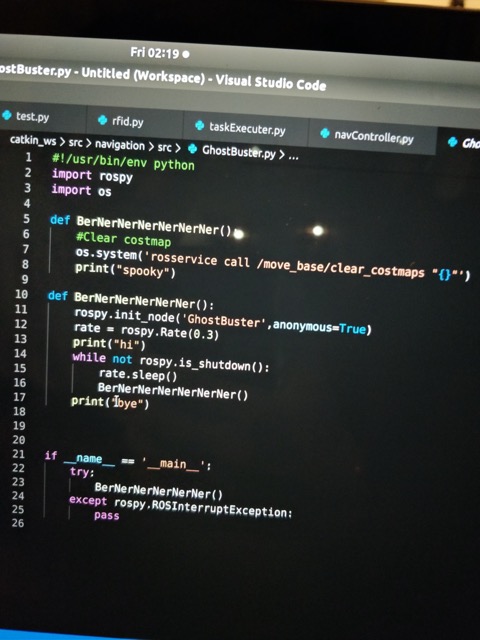 Fri 02:19
ostBuster.py - Untitled (Workspace) - Visual Studio Code
test.py
rfid.py
taskExecuter.py
navController.py
Gho
catkin_ws > src > navigation > src > GhostBuster.py > ...
1 #!/usr/bin/env python
2 import rospy
3 import os
4
5 def BerNerNerNerNerNerNer():
6 #Clear costmap
7 os.system('rosservice call /move_base/clear_costmaps "{}"')
8 print("spooky")
9
10 def BerNerNerNerNerNer():
11 rospy.init_node('GhostBuster',anonymous=True)
12 rate = rospy.Rate(0.3)
13 print("hi")
14 while not rospy.is_shutdown():
15 rate.sleep()
16 BerNerNerNerNerNerNer()
17 print("bye")
18
19
20
21 if __name__ == '__main__':
22 try:
23 BerNerNerNerNerNer()
24 except rospy.ROSInterruptException:
25 pass
26